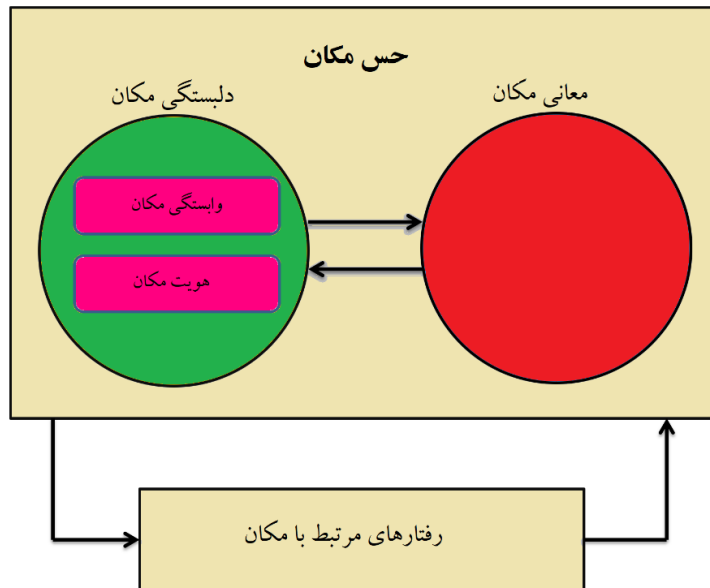 حس مکان
معانی مکان
دلبستگی مکان
وابستگی مکان
هویت مکان
رفتارهای مرتبط با مکان